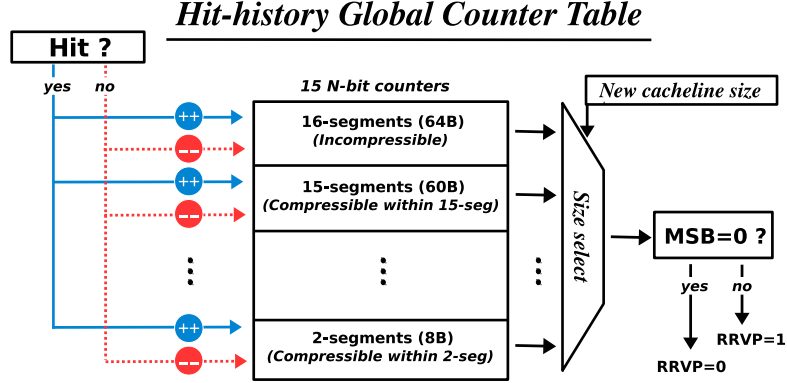 Hit-history Global Counter Table
Hit ?
yes no
15 N-bit counters
New cacheline size
++
16-segments (64B)
(Incompressible)
--
++
15-segments (60B)
(Compressible within 15-seg)
--
Size select
MSB=0 ?
yes no
++
2-segments (8B)
(Compressible within 2-seg)
--
RRVP=1
RRVP=0